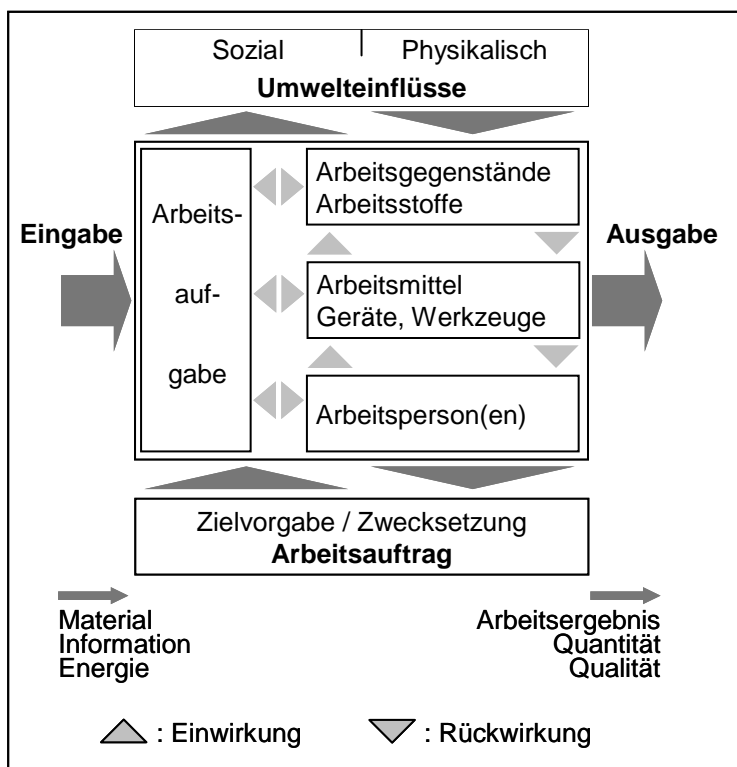 Sozial Physikalisch
Umwelteinflüsse
Arbeitsgegenstände
Arbeitsstoffe
Arbeits-
auf-
gabe
Eingabe
Ausgabe
Arbeitsmittel
Geräte, Werkzeuge
Arbeitsperson(en)
Zielvorgabe / Zwecksetzung
Arbeitsauftrag
Material
Information
Energie
Arbeitsergebnis
Quantität
Qualität
: Einwirkung
: Rückwirkung